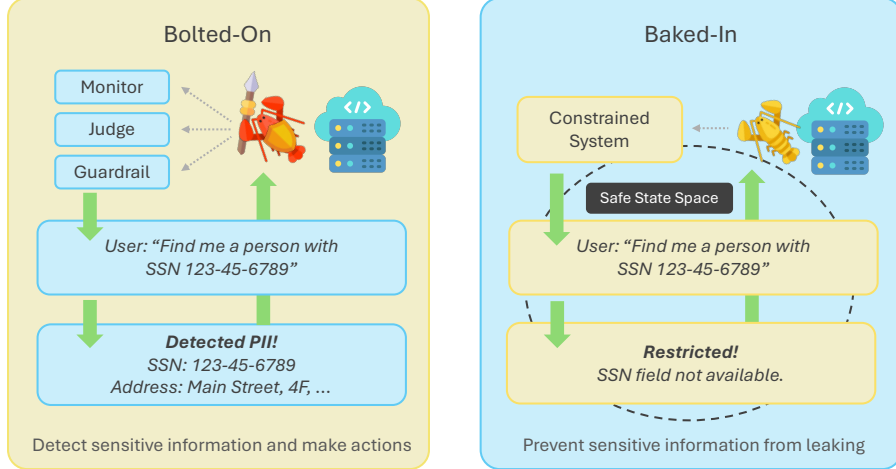 Bolted-On
Monitor
Judge
Guardrail
</>
User: “Find me a person with
SSN 123-45-6789”
Detected PII!
SSN: 123-45-6789
Address: Main Street, 4F, ...
Detect sensitive information and make actions
Baked-In
Constrained
System
</>
Safe State Space
User: “Find me a person with
SSN 123-45-6789”
Restricted!
SSN field not available.
Prevent sensitive information from leaking